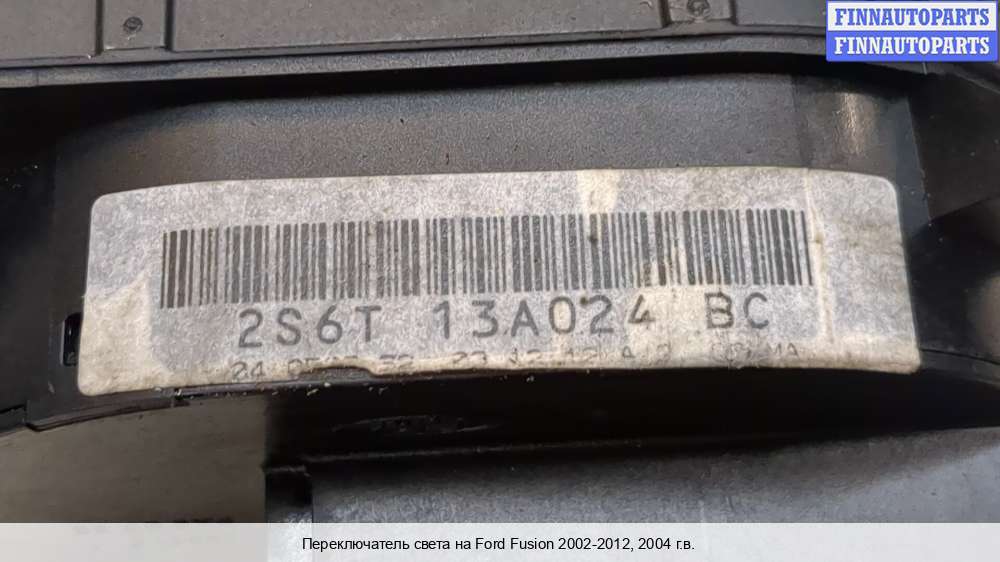 FINNAUTOPARTS
FINNAUTOPARTS
2S6T 13A024 BC
Переключатель света на Ford Fusion 2002-2012, 2004 г.в.